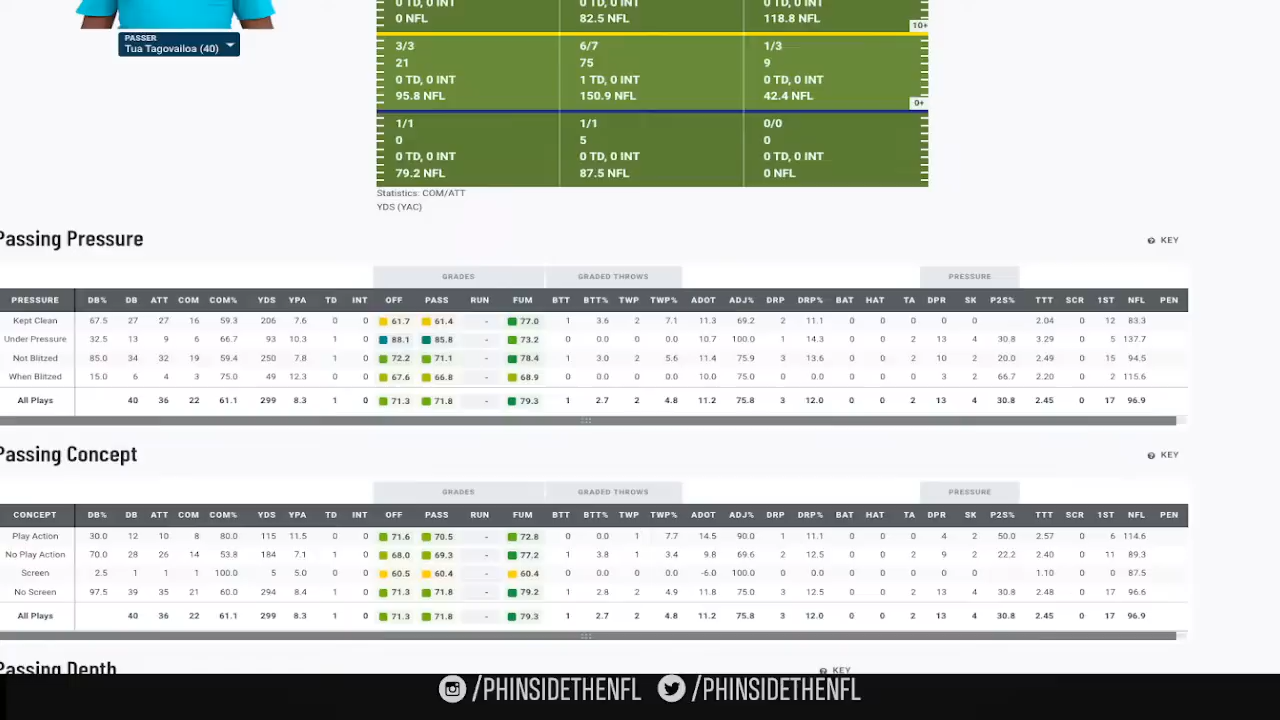 0 TD, 0 INT 0 TD, 0 INT 0 TD, 0 INT
0 NFL 82.5 NFL 118.8 NFL
10+
PASSER
Tua Tagovailoa (40)
3/3 6/7 1/3
21 75 9
0 TD, 0 INT 1 TD, 0 INT 0 TD, 0 INT
95.8 NFL 150.9 NFL 42.4 NFL
0+
1/1 1/1 0/0
0 5 0
0 TD, 0 INT 0 TD, 0 INT 0 TD, 0 INT
79.2 NFL 87.5 NFL 0 NFL
Statistics: COM/ATT
YDS (YAC)
Passing Pressure KEY
GRADES GRADED THROWS PRESSURE
PRESSURE DB% DB ATT COM COM% YDS YPA TD INT OFF PASS RUN FUM BTT BTT% TWP TWP% ADOT ADJ% DRP DRP% BAT HAT TA DPR SK P2S% TTT SCR 1ST NFL PEN
Kept Clean 67.5 27 27 16 59.3 206 7.6 0 0 61.7 61.4 - 77.0 1 3.6 2 7.1 11.3 69.2 2 11.1 0 0 0 0 0 2.04 0 12 83.3
Under Pressure 32.5 13 9 6 66.7 93 10.3 1 0 88.1 85.8 - 73.2 0 0.0 0 0.0 10.7 100.0 1 14.3 0 0 2 13 4 30.8 3.29 0 5 137.7
Not Blitzed 85.0 34 32 19 59.4 250 7.8 1 0 72.2 71.1 - 78.4 1 3.0 2 5.6 11.4 75.9 3 13.6 0 0 2 10 2 20.0 2.49 0 15 94.5
When Blitzed 15.0 6 4 3 75.0 49 12.3 0 0 67.6 66.8 - 68.9 0 0.0 0 0.0 10.0 75.0 0 0.0 0 0 0 3 2 66.7 2.20 0 2 115.6
All Plays 40 36 22 61.1 299 8.3 1 0 71.3 71.8 - 79.3 1 2.7 2 4.8 11.2 75.8 3 12.0 0 0 2 13 4 30.8 2.45 0 17 96.9
Passing Concept KEY
GRADES GRADED THROWS PRESSURE
CONCEPT DB% DB ATT COM COM% YDS YPA TD INT OFF PASS RUN FUM BTT BTT% TWP TWP% ADOT ADJ% DRP DRP% BAT HAT TA DPR SK P2S% TTT SCR 1ST NFL PEN
Play Action 30.0 12 10 8 80.0 115 11.5 0 0 71.6 70.5 - 72.8 0 0.0 1 7.7 14.5 90.0 1 11.1 0 0 0 4 2 50.0 2.57 0 6 114.6
No Play Action 70.0 28 26 14 53.8 184 7.1 1 0 68.0 69.3 - 77.2 1 3.8 1 3.4 9.8 69.6 2 12.5 0 0 2 9 2 22.2 2.40 0 11 89.3
Screen 2.5 1 1 1 100.0 5 5.0 0 0 60.5 60.4 - 60.4 0 0.0 0 0.0 -6.0 100.0 0 0.0 0 0 0 0 0 1.10 0 0 87.5
No Screen 97.5 39 35 21 60.0 294 8.4 1 0 71.3 71.8 - 79.2 1 2.8 2 4.9 11.8 75.0 3 12.5 0 0 2 13 4 30.8 2.48 0 17 96.6
All Plays 40 36 22 61.1 299 8.3 1 0 71.3 71.8 - 79.3 1 2.7 2 4.8 11.2 75.8 3 12.0 0 0 2 13 4 30.8 2.45 0 17 96.9
Passing Depth KEY
/PHINSIDETHENFL /PHINSIDETHENFL